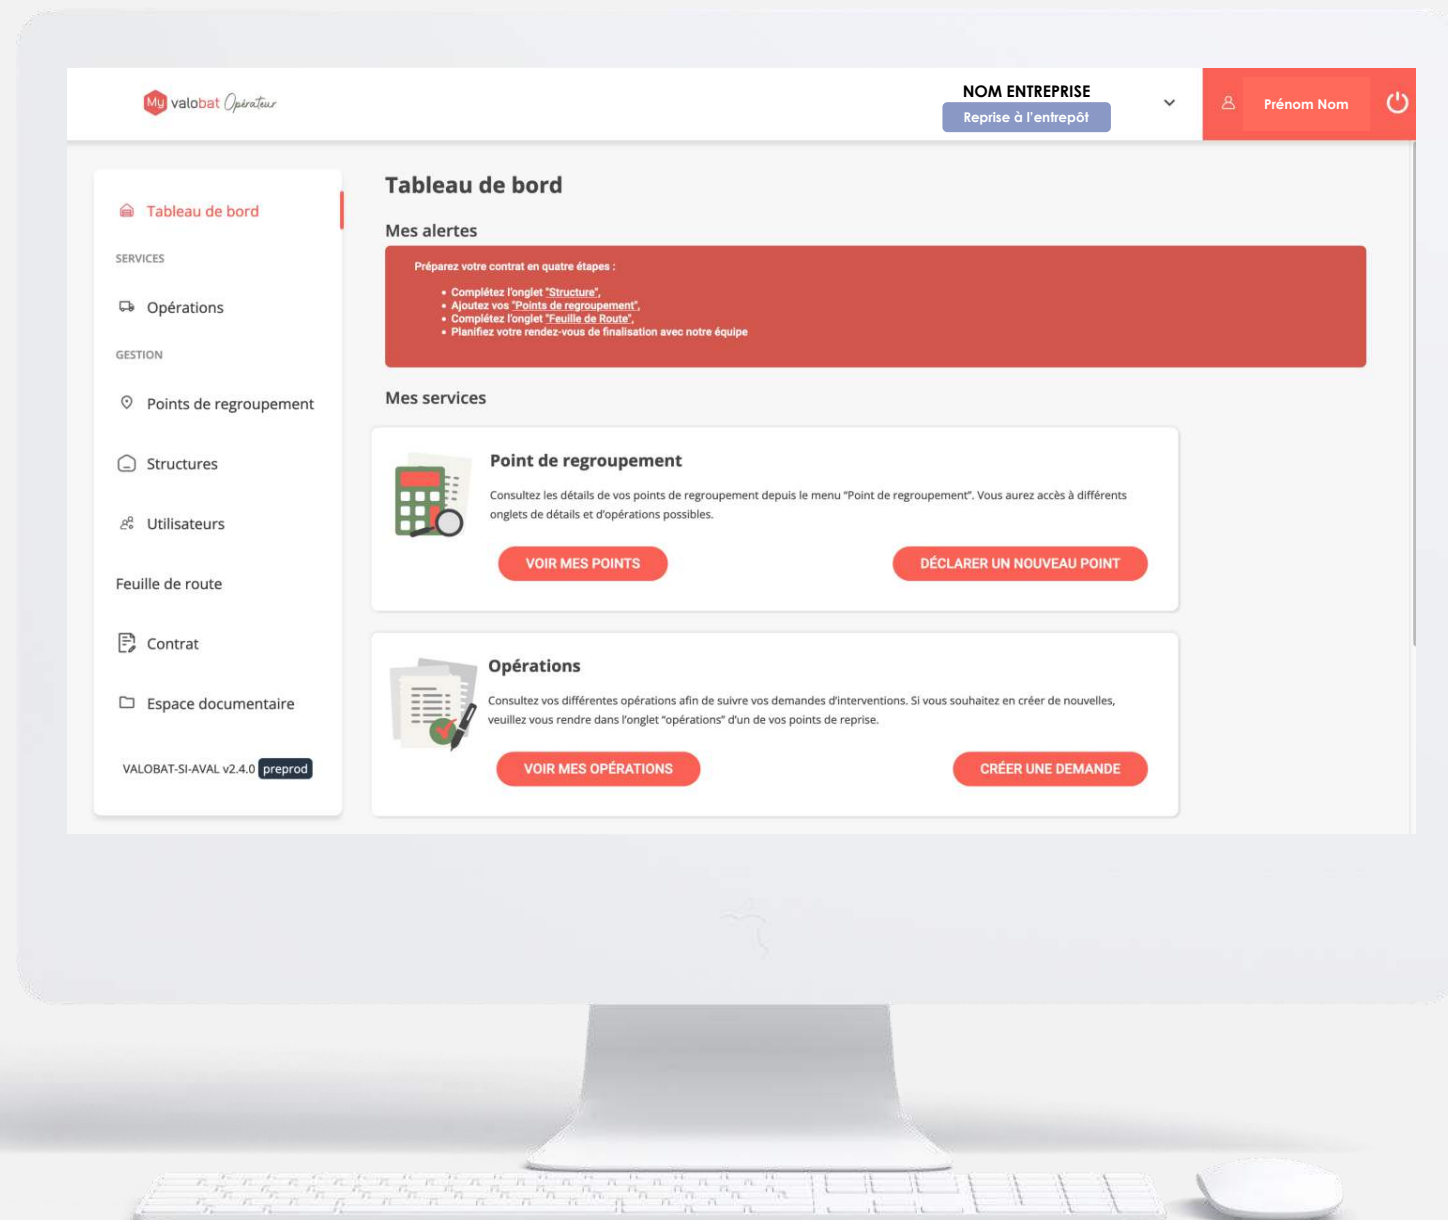 My valobat Opérateur
NOM ENTREPRISE
Reprise à l'entrepôt
Prénom Nom
Tableau de bord
SERVICES
Opérations
GESTION
Points de regroupement
Structures
Utilisateurs
Feuille de route
Contrat
Espace documentaire
VALOBAT-SI-AVAL v2.4.0 preprod
Tableau de bord
Mes alertes
Préparez votre contrat en quatre étapes :
• Complétez l'onglet "Structure",
• Ajoutez vos "Points de regroupement",
• Complétez l'onglet "Feuille de Route",
• Planifiez votre rendez-vous de finalisation avec notre équipe
Mes services
Point de regroupement
Consultez les détails de vos points de regroupement depuis le menu "Point de regroupement". Vous aurez accès à différents
onglets de détails et d'opérations possibles.
VOIR MES POINTS
DÉCLARER UN NOUVEAU POINT
Opérations
Consultez vos différentes opérations afin de suivre vos demandes d'interventions. Si vous souhaitez en créer de nouvelles,
veuillez vous rendre dans l'onglet "opérations" d'un de vos points de reprise.
VOIR MES OPÉRATIONS
CRÉER UNE DEMANDE